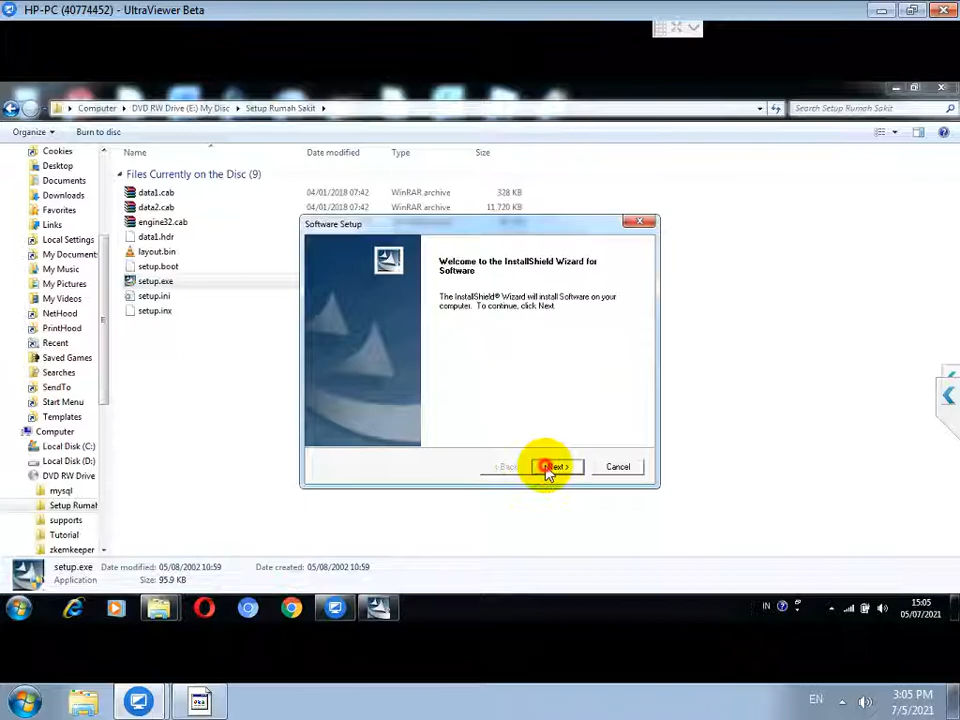 HP-PC (40774452) - UltraViewer Beta
Computer ▸ DVD RW Drive (E:) My Disc ▸ Setup Rumah Sakit ▸
Search Setup Rumah Sakit
Organize ▾ Burn to disc
Name Date modified Type Size
Files Currently on the Disc (9)
data1.cab 04/01/2018 07:42 WinRAR archive 328 KB
data2.cab 04/01/2018 07:42 WinRAR archive 11.720 KB
engine32.cab
data1.hdr
layout.bin
setup.boot
setup.exe
setup.ini
setup.inx
Cookies
Desktop
Documents
Downloads
Favorites
Links
Local Settings
My Document
My Music
My Pictures
My Videos
NetHood
PrintHood
Recent
Saved Games
Searches
SendTo
Start Menu
Templates
Computer
Local Disk (C:)
Local Disk (D:)
DVD RW Drive
mysql
Setup Rumah
supports
Tutorial
zkemkeeper
Software Setup
Welcome to the InstallShield Wizard for
Software
The InstallShield® Wizard will install Software on your
computer. To continue, click Next.
< Back Next > Cancel
setup.exe Date modified: 05/08/2002 10:59 Date created: 05/08/2002 10:59
Application Size: 95.9 KB
IN
15:05
05/07/2021
EN
3:05 PM
7/5/2021